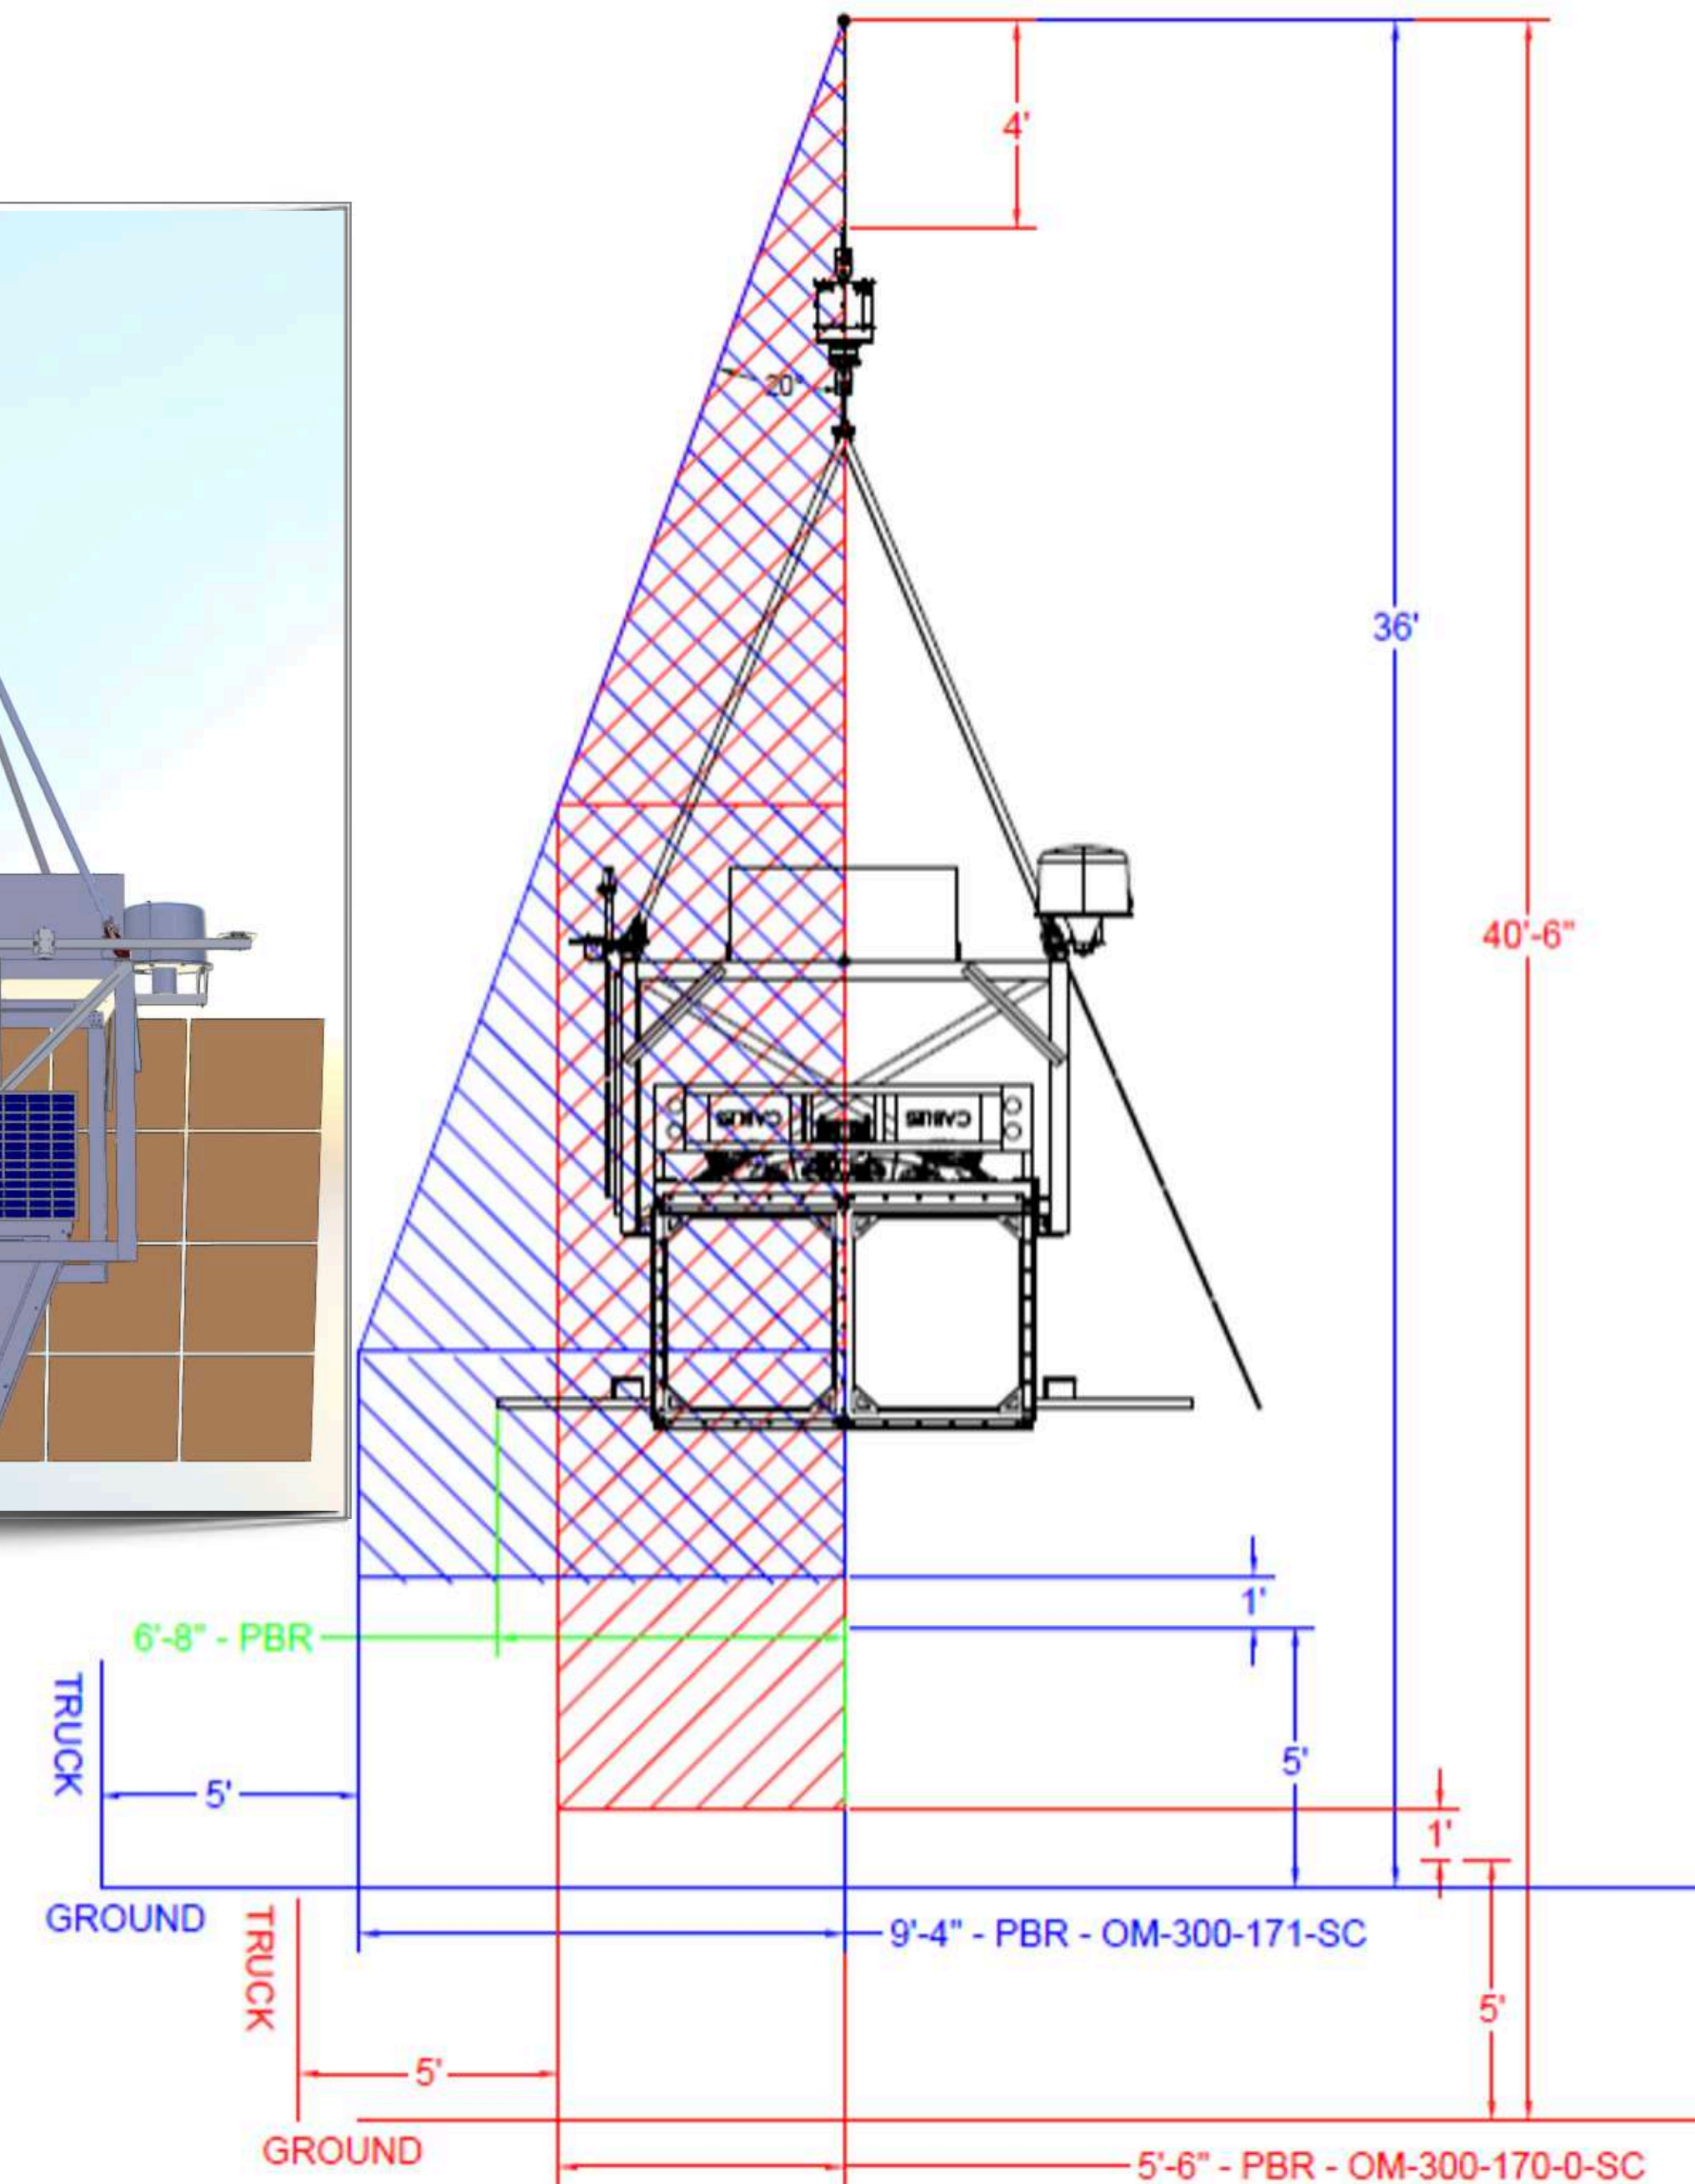 4'
20°
36'
40'-6"
CABLES
CABLES
1'
6'-8" - PBR
TRUCK
5'
5'
1'
GROUND
TRUCK
9'-4" - PBR - OM-300-171-SC
5'
5'
GROUND
5'-6" - PBR - OM-300-170-0-SC